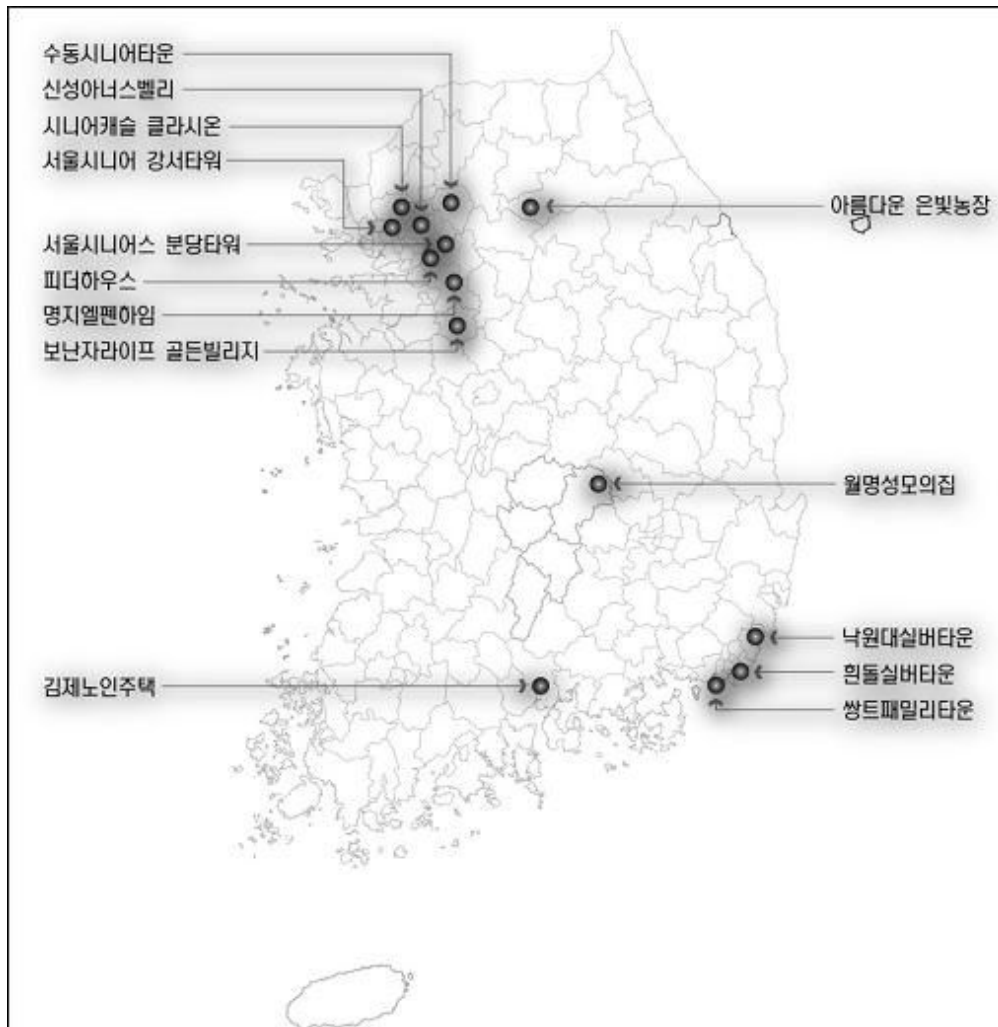 수동시니어타운
신성아너스벨리
시니어캐슬 클라시온
서울시니어 강서타워
아름다운 은빛농장
서울시니어스 분당타워
피더하우스
명지엘펜하임
보난자라이프 골든빌리지
월명성모의집
낙원대실버타운
흰돌실버타운
김제노인주택
쌍트패밀리타운